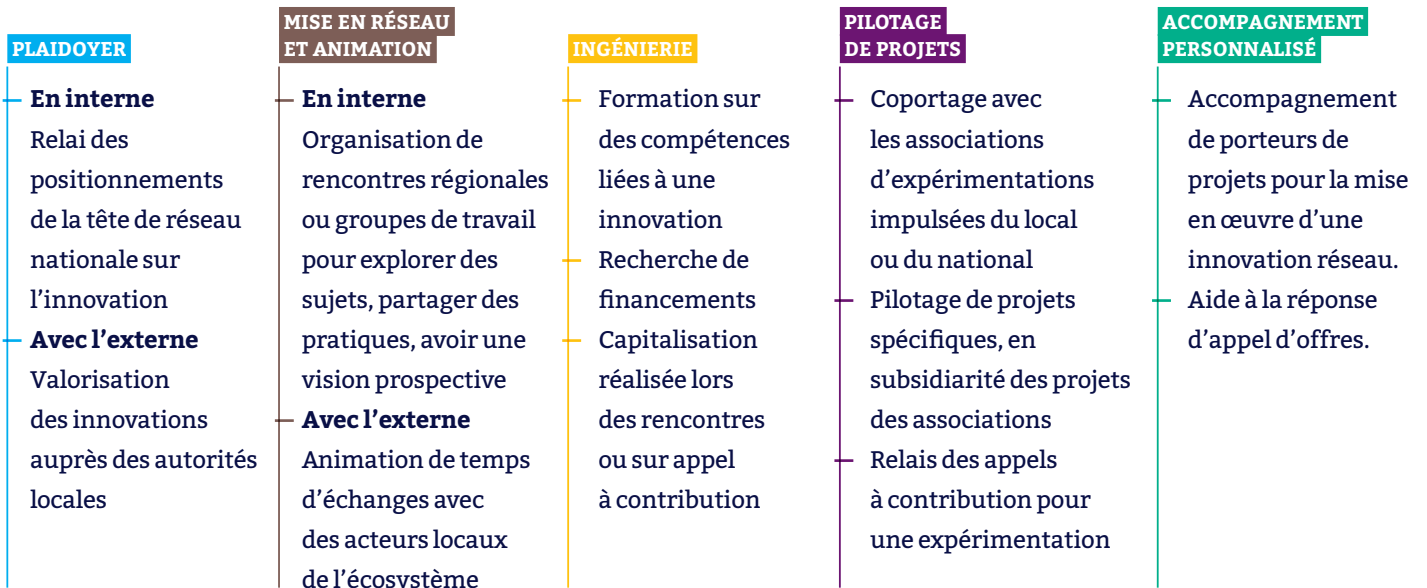 PLAIDOYER
En interne
Relai des
positionnements
de la tête de réseau
nationale sur
l'innovation
Avec l'externe
Valorisation
des innovations
auprès des autorités
locales
MISE EN RÉSEAU
ET ANIMATION
En interne
Organisation de
rencontres régionales
ou groupes de travail
pour explorer des
sujets, partager des
pratiques, avoir une
vision prospective
Avec l'externe
Animation de temps
d'échanges avec
des acteurs locaux
de l'écosystème
INGÉNIERIE
Formation sur
des compétences
liées à une
innovation
Recherche de
financements
Capitalisation
réalisée lors
des rencontres
ou sur appel
à contribution
PILOTAGE
DE PROJETS
Coportage avec
les associations
d'expérimentations
impulsées du local
ou du national
Pilotage de projets
spécifiques, en
subsidiarité des projets
des associations
Relais des appels
à contribution pour
une expérimentation
ACCOMPAGNEMENT
PERSONNALISÉ
Accompagnement
de porteurs de
projets pour la mise
en œuvre d'une
innovation réseau.
Aide à la réponse
d'appel d'offres.